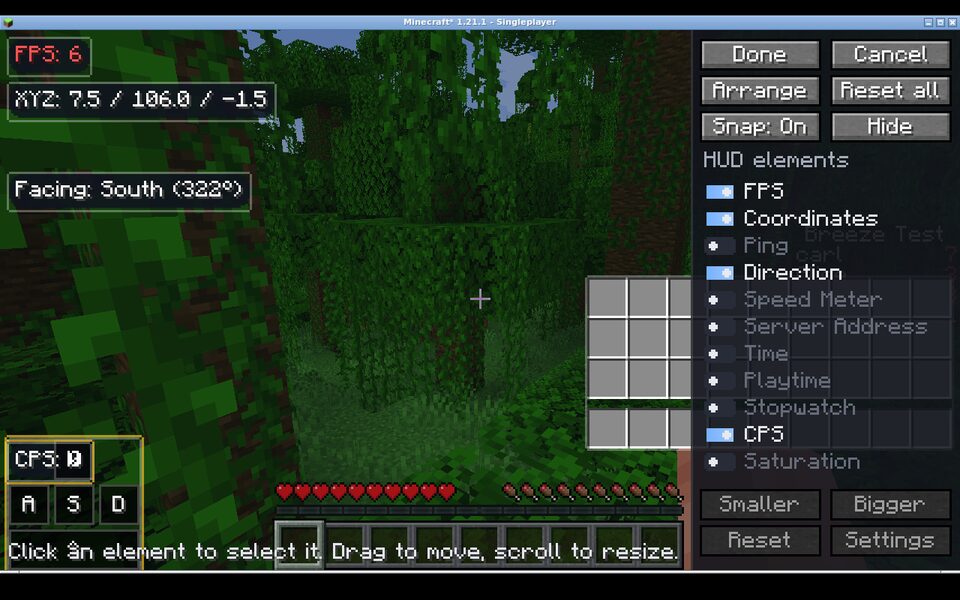 Minecraft* 1.21.1 - Singleplayer
FPS: 6
XYZ: 7.5 / 106.0 / -1.5
Facing: South (322°)
CPS: 0
A S D
Click an element to select it. Drag to move, scroll to resize.
Done Cancel
Arrange Reset all
Snap: On Hide
HUD elements
FPS
Coordinates
Breeze Test
Ping
carl
Direction
Speed Meter
Server Address
Time
Playtime
Stopwatch
CPS
Saturation
Smaller Bigger
Reset Settings